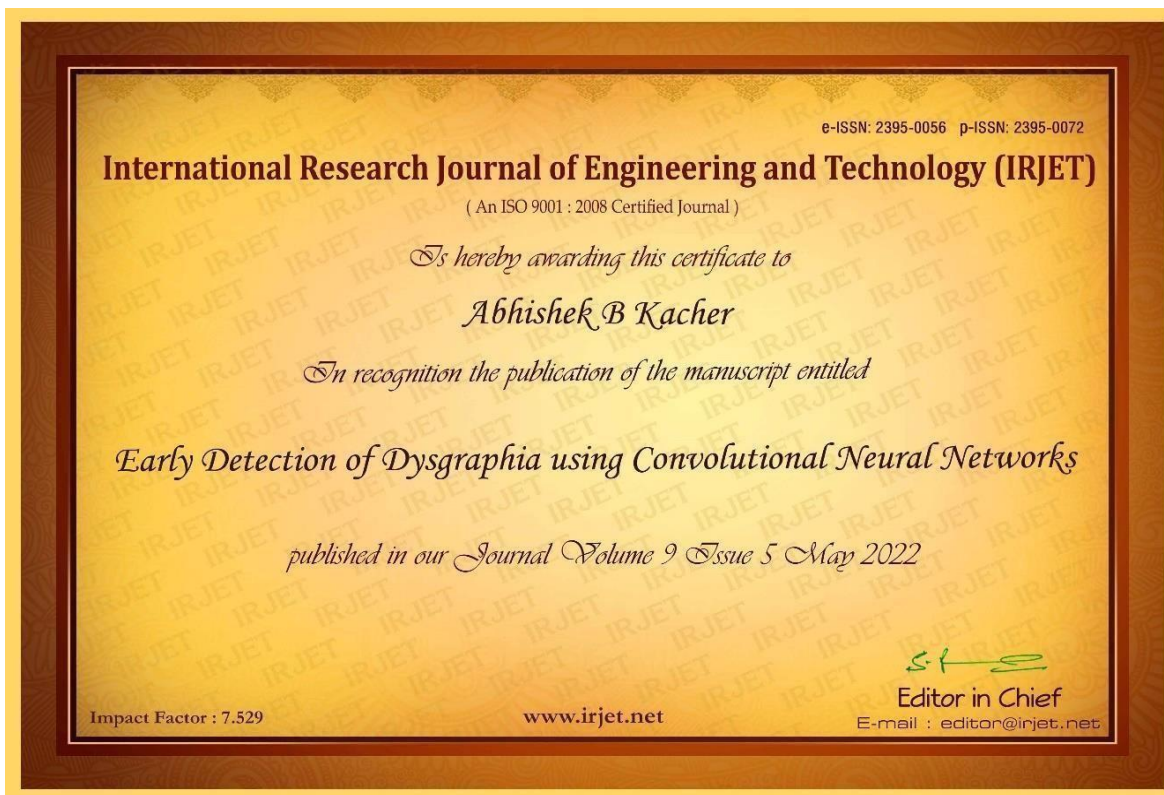 e-ISSN: 2395-0056 p-ISSN: 2395-0072
International Research Journal of Engineering and Technology (IRJET)
( An ISO 9001 : 2008 Certified Journal )
Is hereby awarding this certificate to
Abhishek B Kacher
In recognition the publication of the manuscript entitled
Early Detection of Dysgraphia using Convolutional Neural Networks
published in our Journal Volume 9 Issue 5 May 2022
Editor in Chief
Impact Factor : 7.529 www.irjet.net E-mail : editor@irjet.net